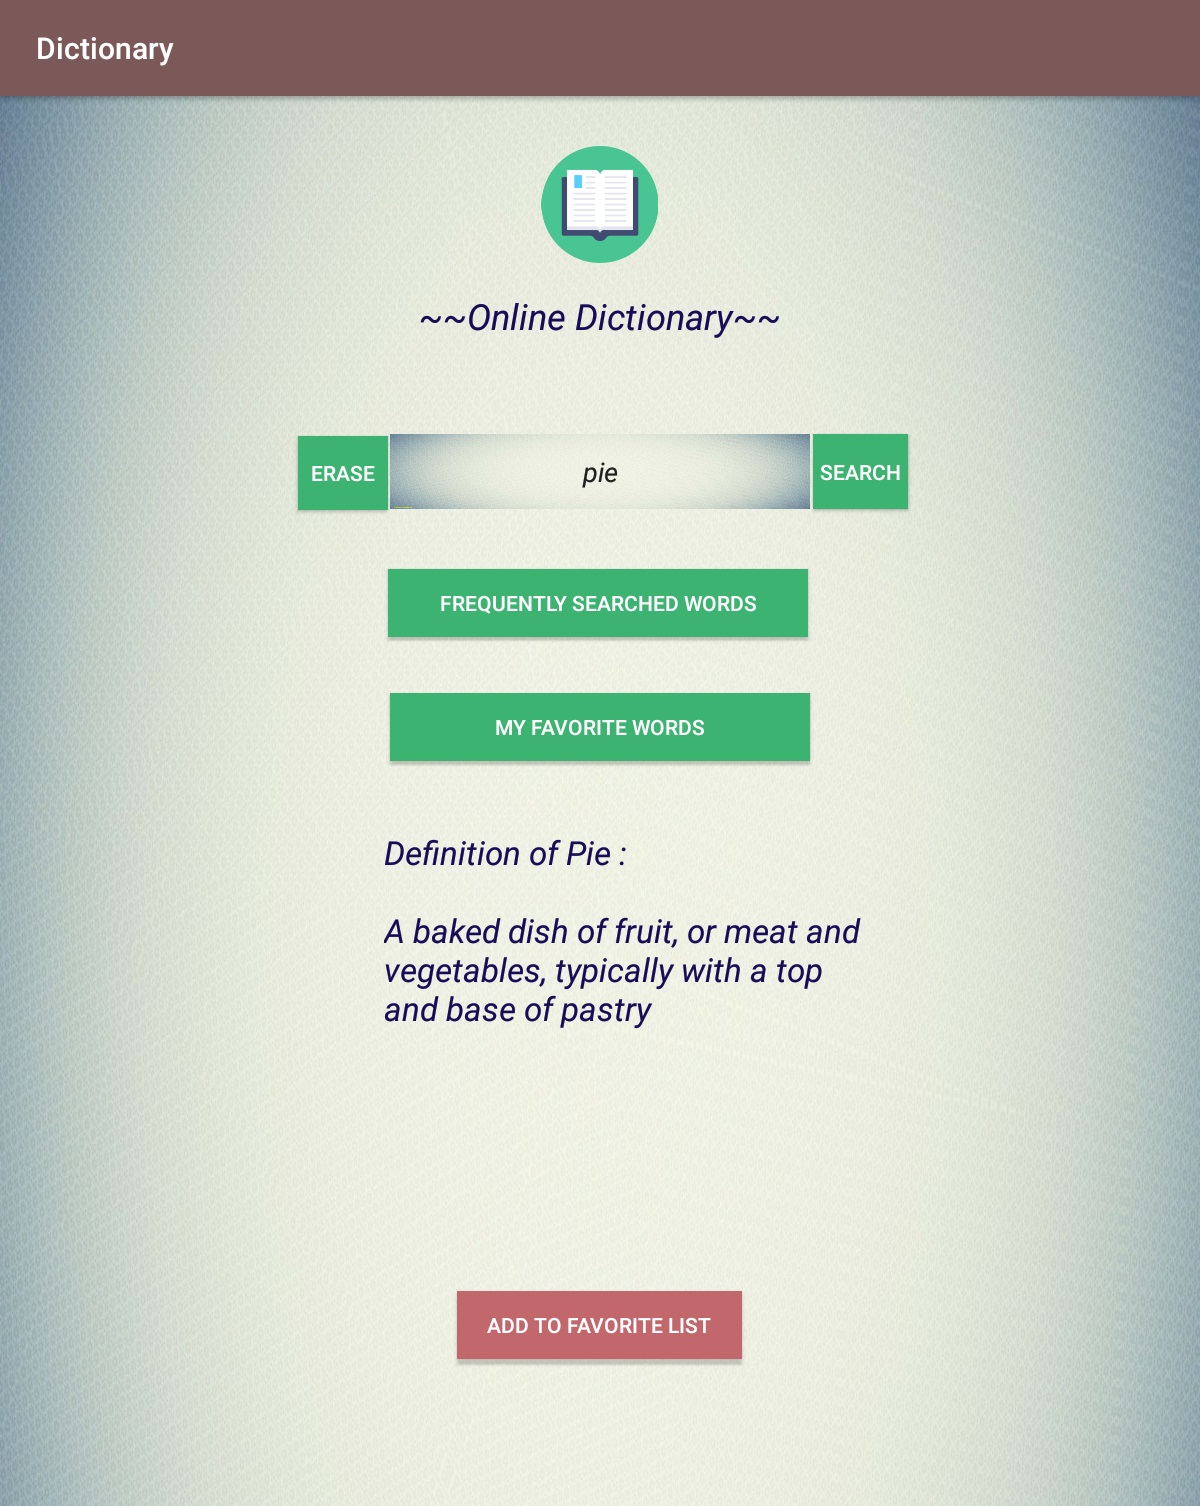 Dictionary
~~Online Dictionary~~
ERASE
pie
SEARCH
FREQUENTLY SEARCHED WORDS
MY FAVORITE WORDS
Definition of Pie :
A baked dish of fruit, or meat and
vegetables, typically with a top
and base of pastry
ADD TO FAVORITE LIST